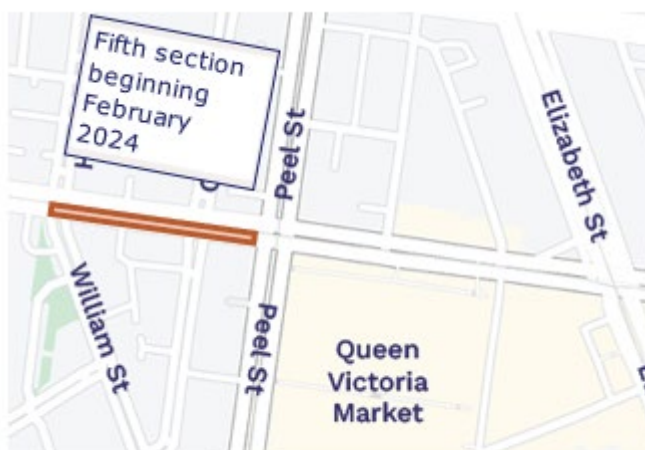 Fifth section
beginning
February
2024
Peel St
Elizabeth St
William St
Peel St
Queen
Victoria
Market